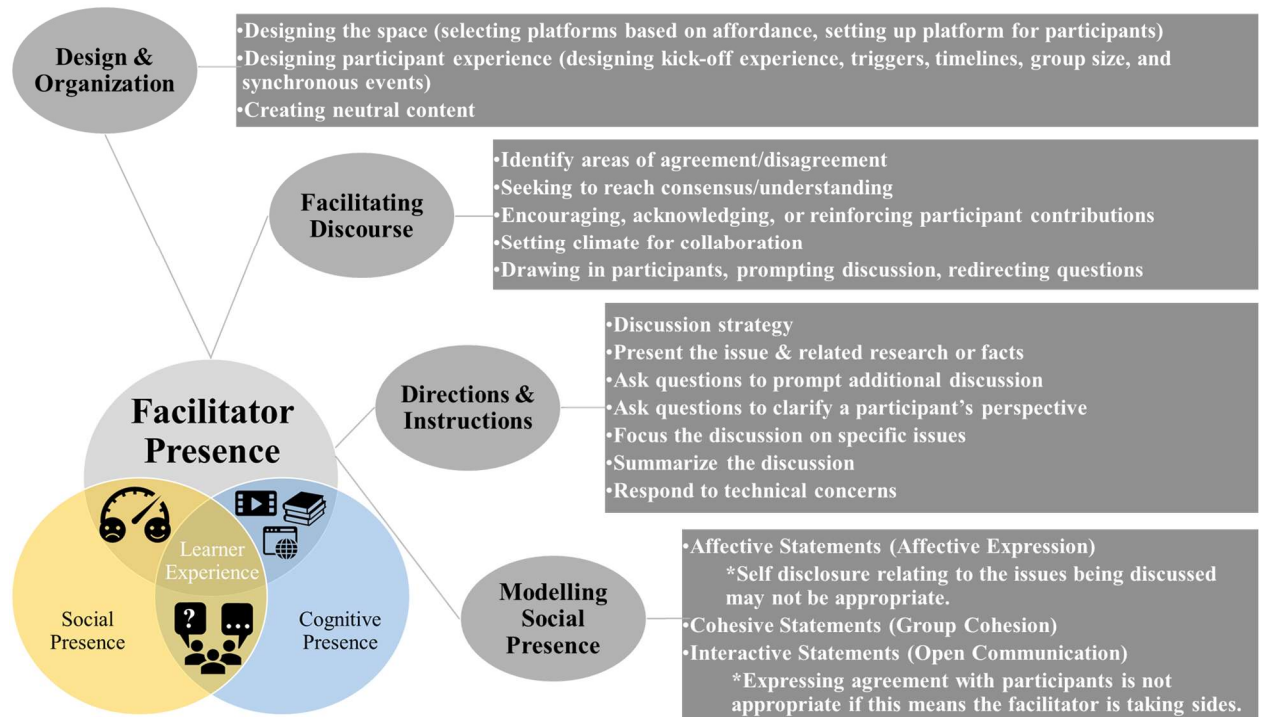 Design &
Organization
•Designing the space (selecting platforms based on affordance, setting up platform for participants)
•Designing participant experience (designing kick-off experience, triggers, timelines, group size, and
synchronous events)
•Creating neutral content
Facilitating
Discourse
•Identify areas of agreement/disagreement
•Seeking to reach consensus/understanding
•Encouraging, acknowledging, or reinforcing participant contributions
•Setting climate for collaboration
•Drawing in participants, prompting discussion, redirecting questions
Directions &
Instructions
•Discussion strategy
•Present the issue & related research or facts
•Ask questions to prompt additional discussion
•Ask questions to clarify a participant’s perspective
•Focus the discussion on specific issues
•Summarize the discussion
•Respond to technical concerns
Modelling
Social
Presence
•Affective Statements (Affective Expression)
*Self disclosure relating to the issues being discussed
may not be appropriate.
•Cohesive Statements (Group Cohesion)
•Interactive Statements (Open Communication)
*Expressing agreement with participants is not
appropriate if this means the facilitator is taking sides.
Facilitator
Presence
Learner
Experience
Social
Presence
Cognitive
Presence
? ...